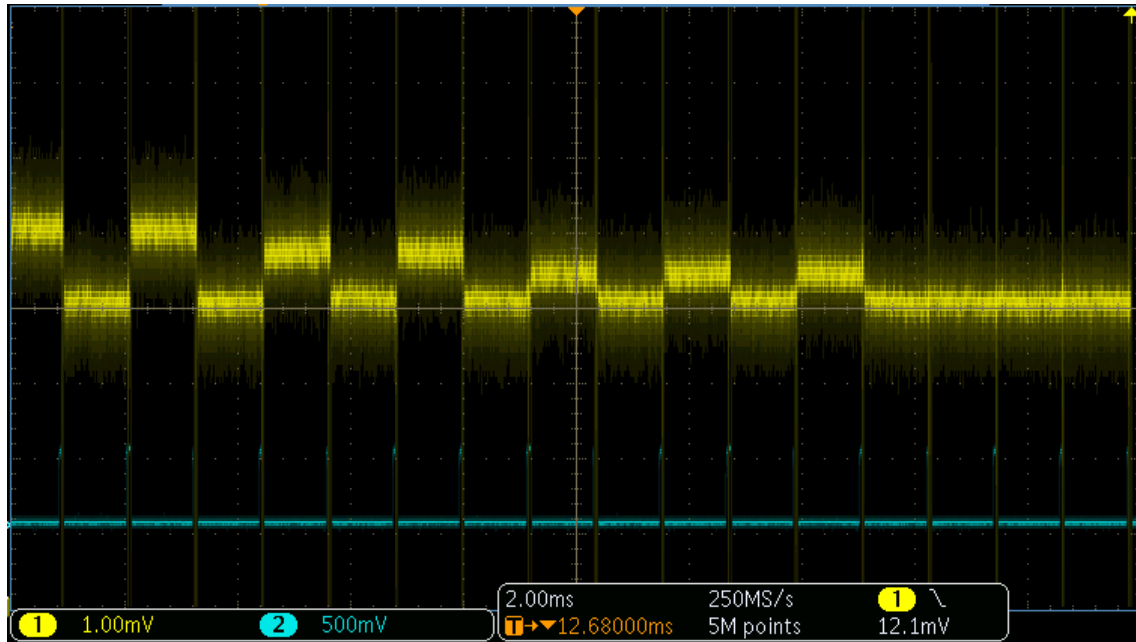 1 1.00mV 2 500mV
2.00ms 250MS/s 1 \
T→▼12.68000ms 5M points 12.1mV